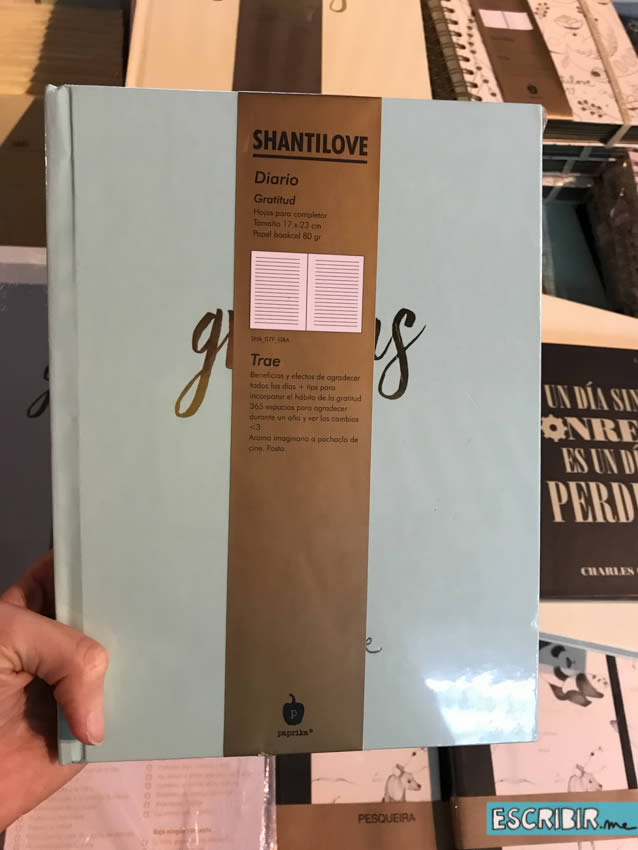 SHANTILOVE
Diario
Gratitud
Hojas para completar
Tamaño 17 x 23 cm
Papel bookcel 80 gr
SHA_077_GRA
Trae
Beneficios y efectos de agradecer
todos los días + tips para
incorporar el hábito de la gratitud
365 espacios para agradecer
durante un año y ver los cambios
<3
Aroma imaginario a pochoclo de
cine. Posta.
p
paprika®
UN DÍA SIN
ES UN
CHARLES
PESQUEIRA
ESCRIBIR.me